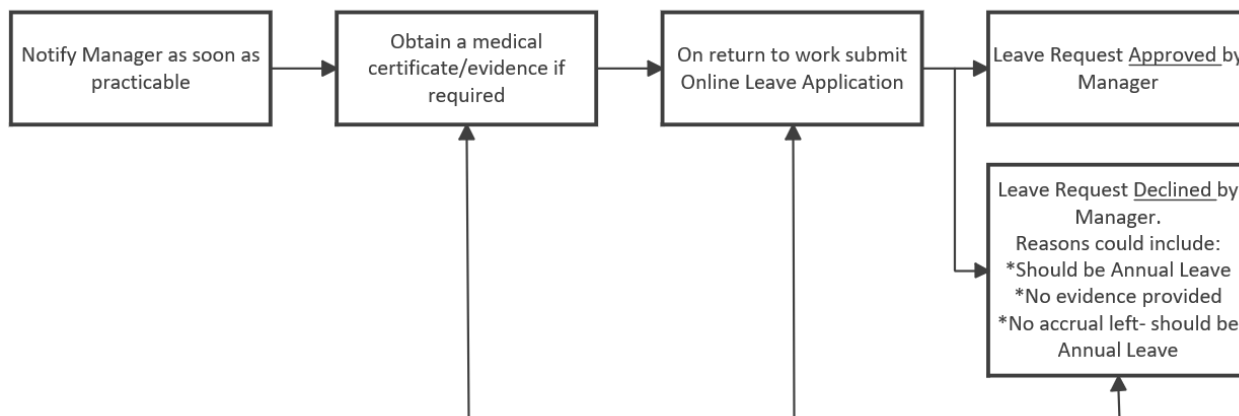 Notify Manager as soon as
practicable
Obtain a medical
certificate/evidence if
required
On return to work submit
Online Leave Application
Leave Request Approved by
Manager
Leave Request Declined by
Manager.
Reasons could include:
*Should be Annual Leave
*No evidence provided
*No accrual left- should be
Annual Leave